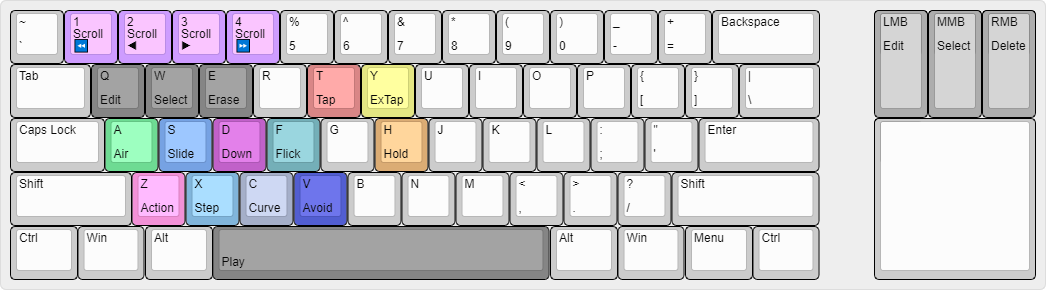 ~ 1 2 3 4 % ^ & * ( ) _ + Backspace LMB MMB RMB
Scroll Scroll Scroll Scroll
` ⏪ ◀ ▶ ⏩ 5 6 7 8 9 0 - = Edit Select Delete
Tab Q W E R T Y U I O P { } |
Edit Select Erase Tap ExTap [ ] \
Caps Lock A S D F G H J K L : " Enter
Air Slide Down Flick Hold ; '
Shift Z X C V B N M < > ? Shift
Action Step Curve Avoid , . /
Ctrl Win Alt Alt Win Menu Ctrl
Play